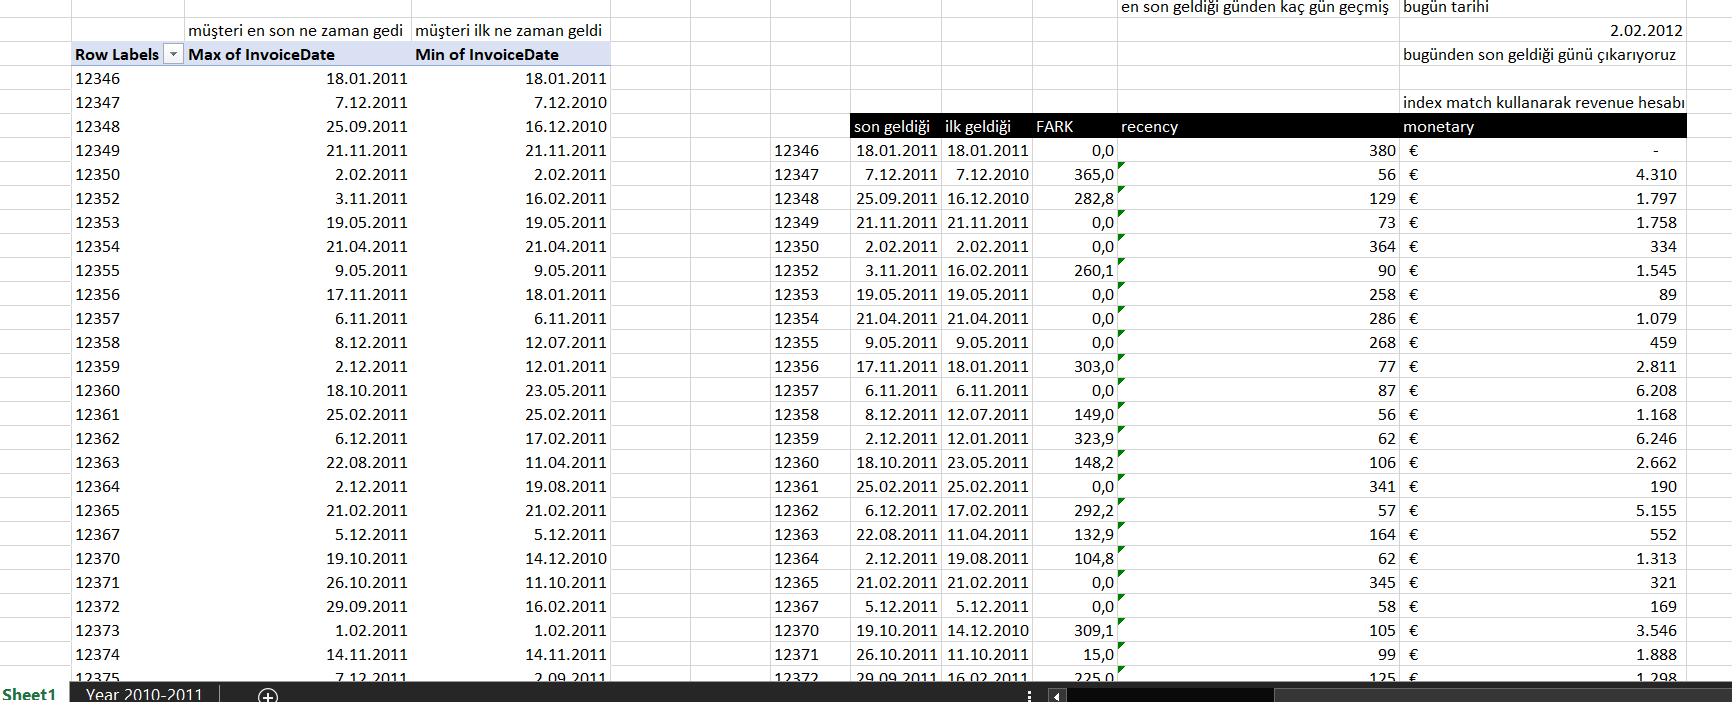 en son geldiği günden kaç gün geçmiş bugün tarihi
müşteri en son ne zaman gedi müşteri ilk ne zaman geldi 2.02.2012
Row Labels Max of InvoiceDate Min of InvoiceDate bugünden son geldiği günü çıkarıyoruz
12346 18.01.2011 18.01.2011
12347 7.12.2011 7.12.2010 index match kullanarak revenue hesabı
12348 25.09.2011 16.12.2010 son geldiği ilk geldiği FARK recency monetary
12349 21.11.2011 21.11.2011 12346 18.01.2011 18.01.2011 0,0 380 € -
12350 2.02.2011 2.02.2011 12347 7.12.2011 7.12.2010 365,0 56 € 4.310
12352 3.11.2011 16.02.2011 12348 25.09.2011 16.12.2010 282,8 129 € 1.797
12353 19.05.2011 19.05.2011 12349 21.11.2011 21.11.2011 0,0 73 € 1.758
12354 21.04.2011 21.04.2011 12350 2.02.2011 2.02.2011 0,0 364 € 334
12355 9.05.2011 9.05.2011 12352 3.11.2011 16.02.2011 260,1 90 € 1.545
12356 17.11.2011 18.01.2011 12353 19.05.2011 19.05.2011 0,0 258 € 89
12357 6.11.2011 6.11.2011 12354 21.04.2011 21.04.2011 0,0 286 € 1.079
12358 8.12.2011 12.07.2011 12355 9.05.2011 9.05.2011 0,0 268 € 459
12359 2.12.2011 12.01.2011 12356 17.11.2011 18.01.2011 303,0 77 € 2.811
12360 18.10.2011 23.05.2011 12357 6.11.2011 6.11.2011 0,0 87 € 6.208
12361 25.02.2011 25.02.2011 12358 8.12.2011 12.07.2011 149,0 56 € 1.168
12362 6.12.2011 17.02.2011 12359 2.12.2011 12.01.2011 323,9 62 € 6.246
12363 22.08.2011 11.04.2011 12360 18.10.2011 23.05.2011 148,2 106 € 2.662
12364 2.12.2011 19.08.2011 12361 25.02.2011 25.02.2011 0,0 341 € 190
12365 21.02.2011 21.02.2011 12362 6.12.2011 17.02.2011 292,2 57 € 5.155
12367 5.12.2011 5.12.2011 12363 22.08.2011 11.04.2011 132,9 164 € 552
12370 19.10.2011 14.12.2010 12364 2.12.2011 19.08.2011 104,8 62 € 1.313
12371 26.10.2011 11.10.2011 12365 21.02.2011 21.02.2011 0,0 345 € 321
12372 29.09.2011 16.02.2011 12367 5.12.2011 5.12.2011 0,0 58 € 169
12373 1.02.2011 1.02.2011 12370 19.10.2011 14.12.2010 309,1 105 € 3.546
12374 14.11.2011 14.11.2011 12371 26.10.2011 11.10.2011 15,0 99 € 1.888
12375 7.12.2011 2.09.2011 12372 29.09.2011 16.02.2011 225,0 125 € 1.298
Sheet1 Year 2010-2011